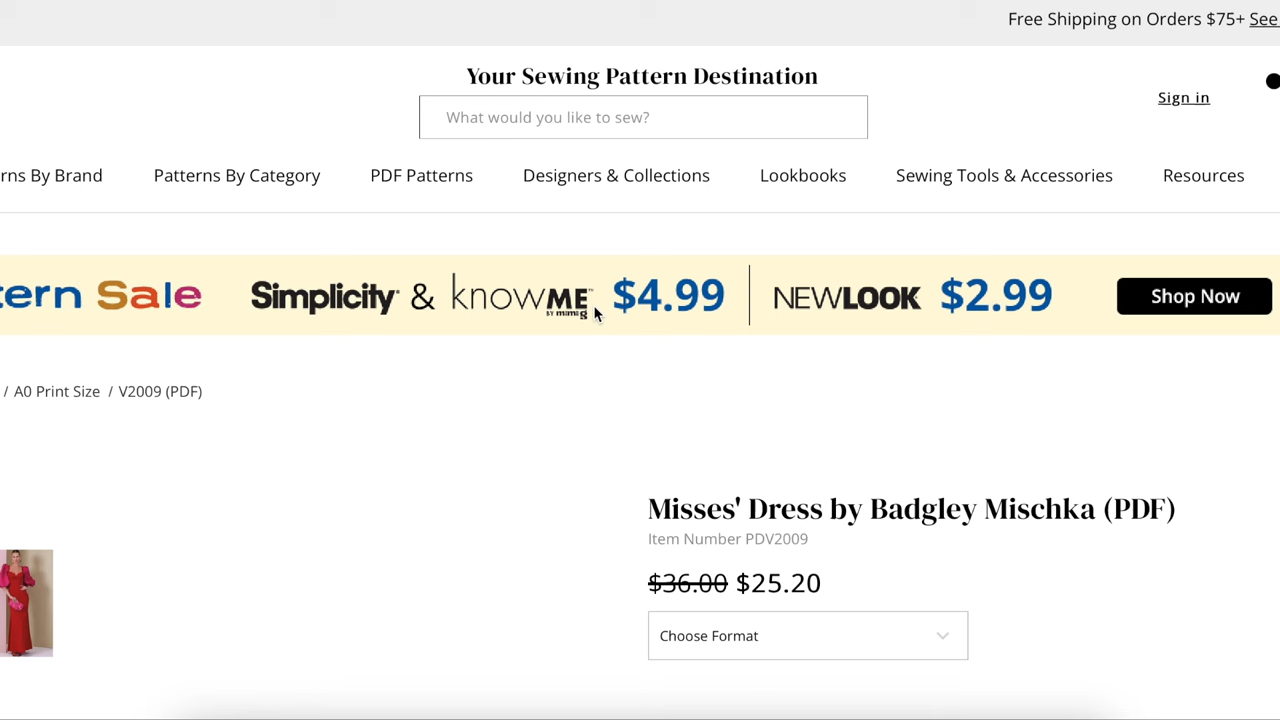 Free Shipping on Orders $75+ See
Your Sewing Pattern Destination
What would you like to sew?
Sign in
rns By Brand Patterns By Category PDF Patterns Designers & Collections Lookbooks Sewing Tools & Accessories Resources
tern Sale Simplicity & knowME BY mimi g $4.99 NEWLOOK $2.99 Shop Now
/ A0 Print Size / V2009 (PDF)
Misses' Dress by Badgley Mischka (PDF)
Item Number PDV2009
$36.00 $25.20
Choose Format